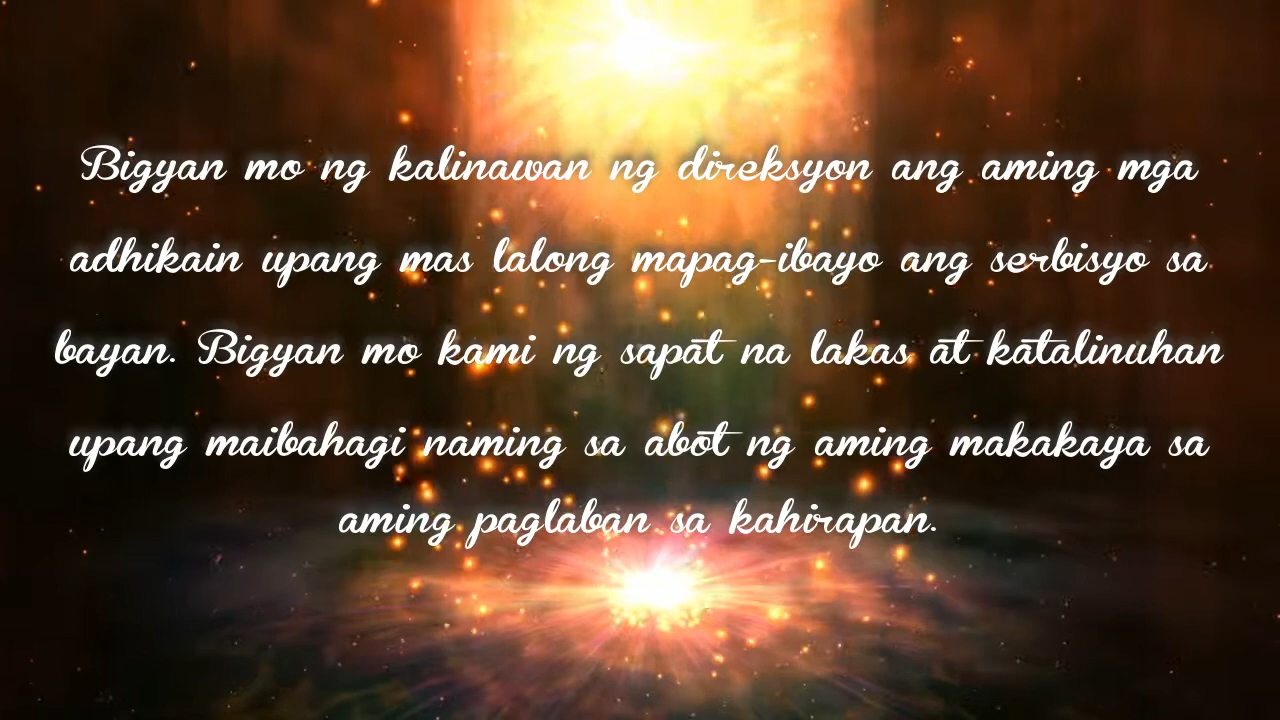 Bigyan mo ng kalinawan ng direksyon ang aming mga
adhikain upang mas lalong mapag-ibayo ang serbisyo sa
bayan. Bigyan mo kami ng sapat na lakas at katalinuhan
upang maibahagi naming sa abot ng aming makakaya sa
aming paglaban sa kahirapan.